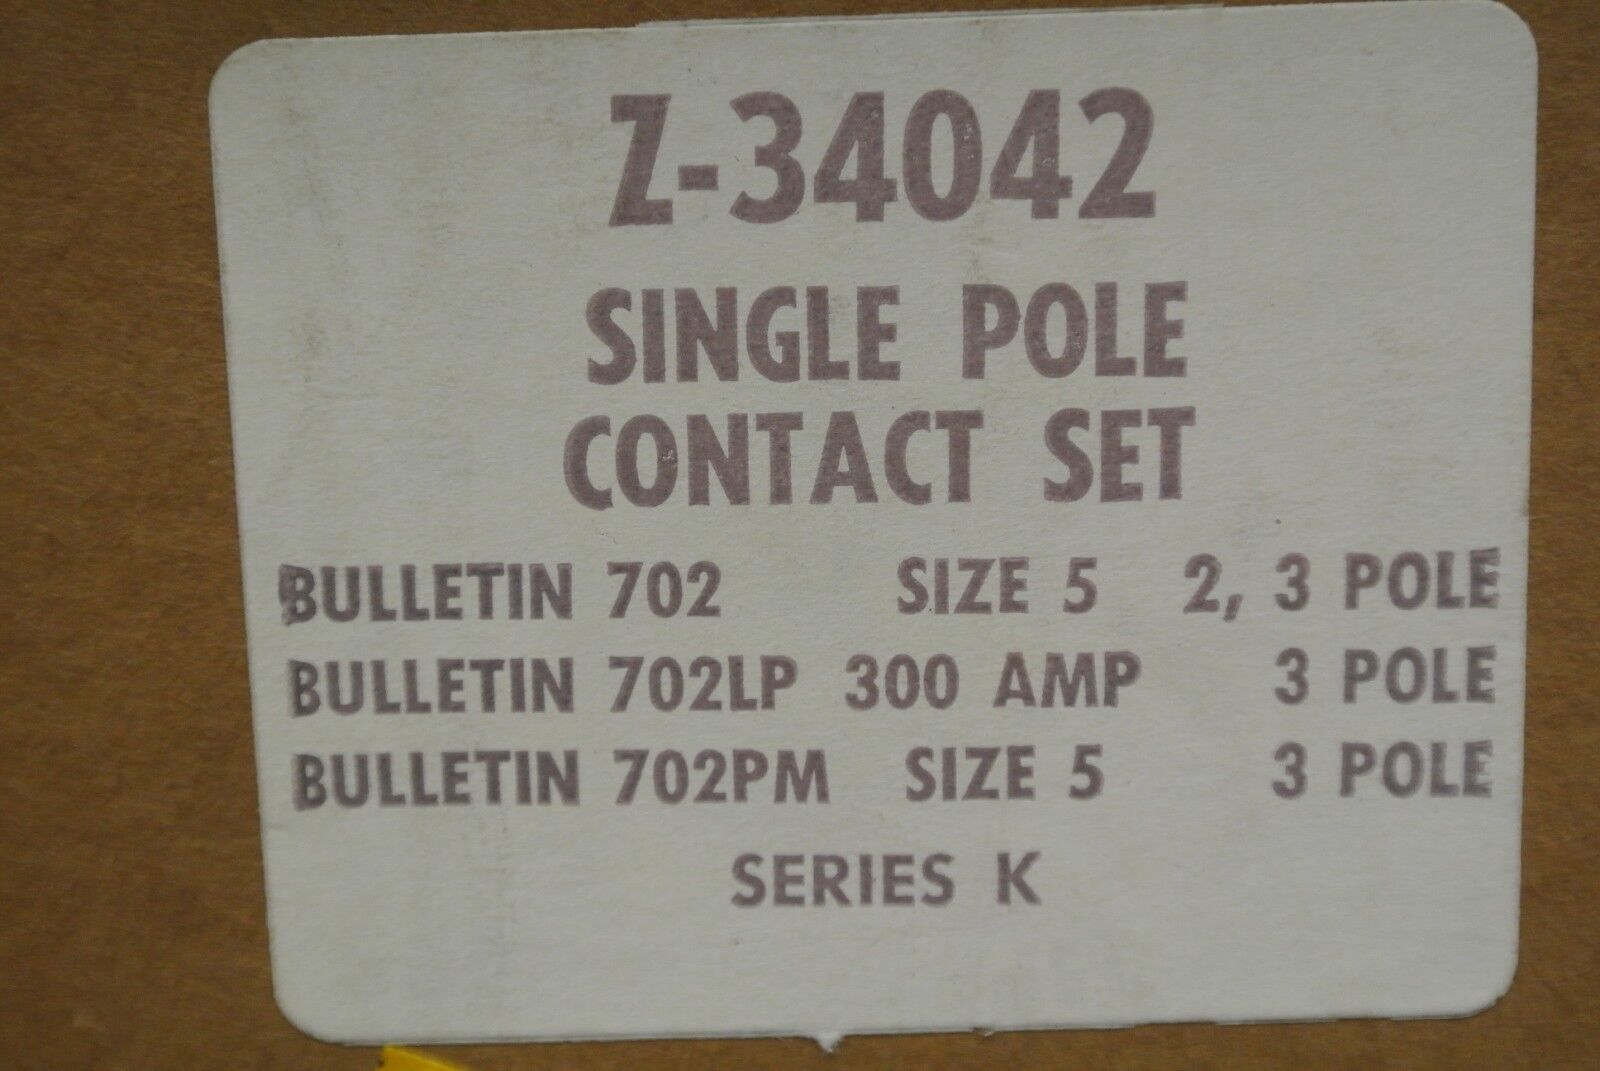 Z-34042
SINGLE POLE
CONTACT SET
BULLETIN 702 SIZE 5 2, 3 POLE
BULLETIN 702LP 300 AMP 3 POLE
BULLETIN 702PM SIZE 5 3 POLE
SERIES K